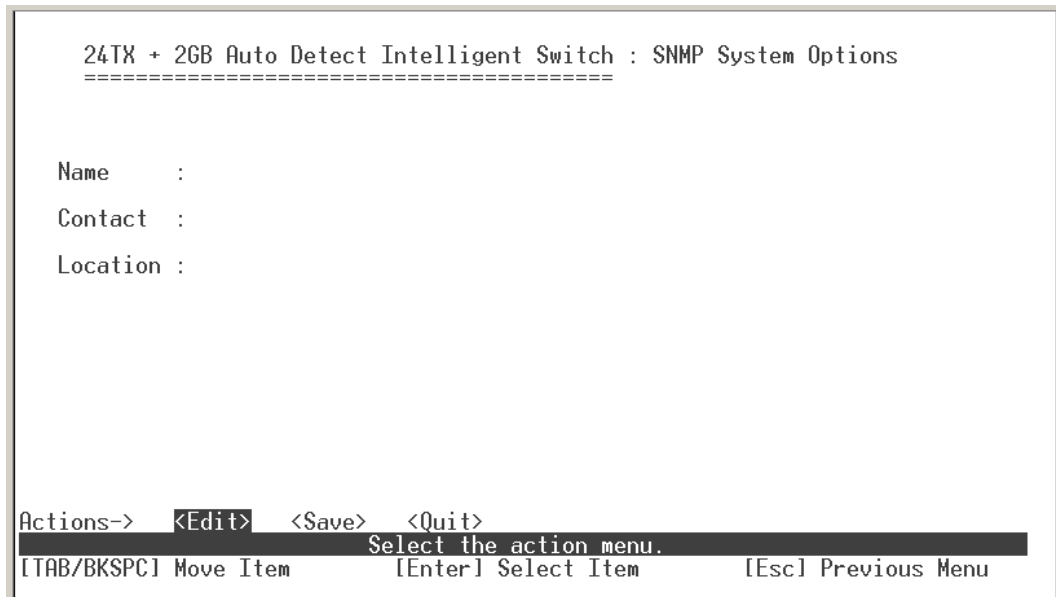 24TX + 2GB Auto Detect Intelligent Switch : SNMP System Options
=========================================
Name :
Contact :
Location :
Actions-> <Edit> <Save> <Quit>
Select the action menu.
[TAB/BKSPC] Move Item [Enter] Select Item [Esc] Previous Menu